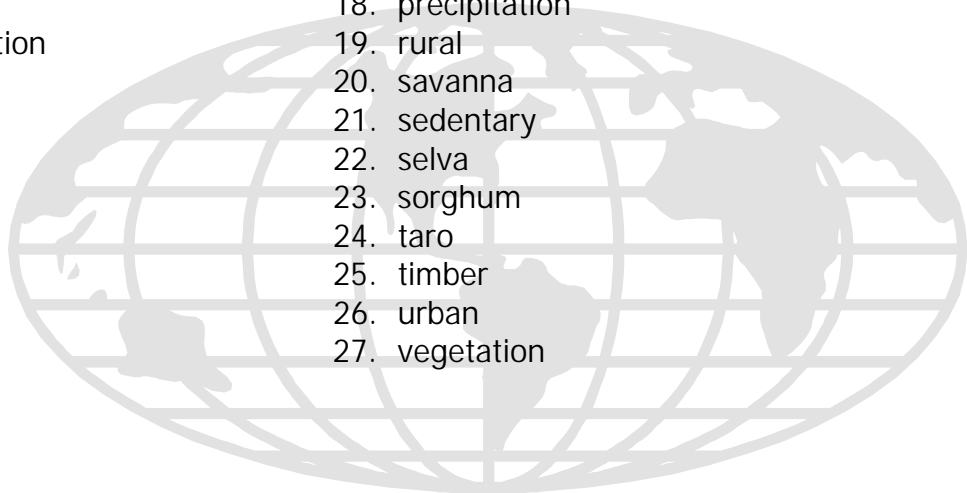 18. precipitation
tion
19. rural
20. savanna
21. sedentary
22. selva
23. sorghum
24. taro
25. timber
26. urban
27. vegetation